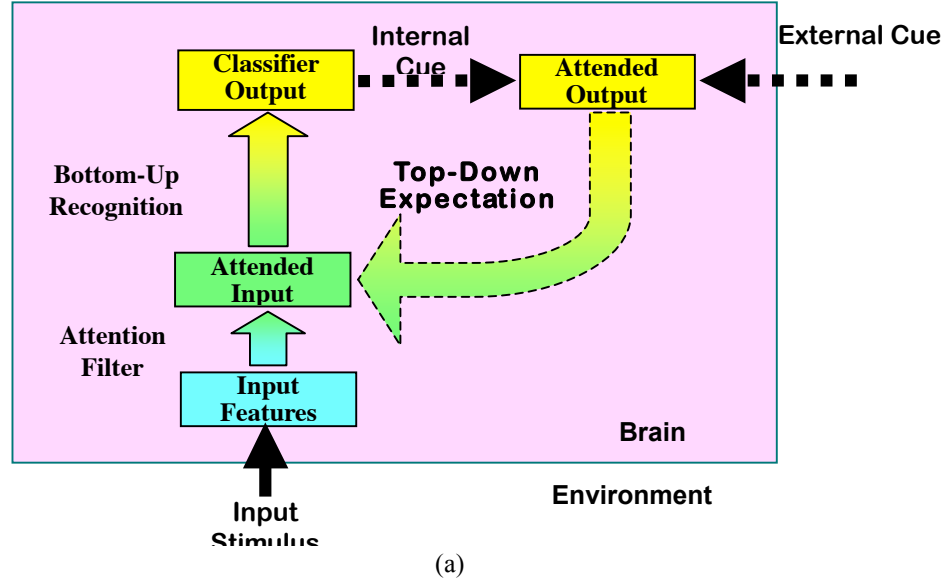 Internal
Cue
External Cue
Classifier
Output
Attended
Output
Top-Down
Expectation
Bottom-Up
Recognition
Attended
Input
Attention
Filter
Input
Features
Brain
Environment
Input
Stimulus
(a)